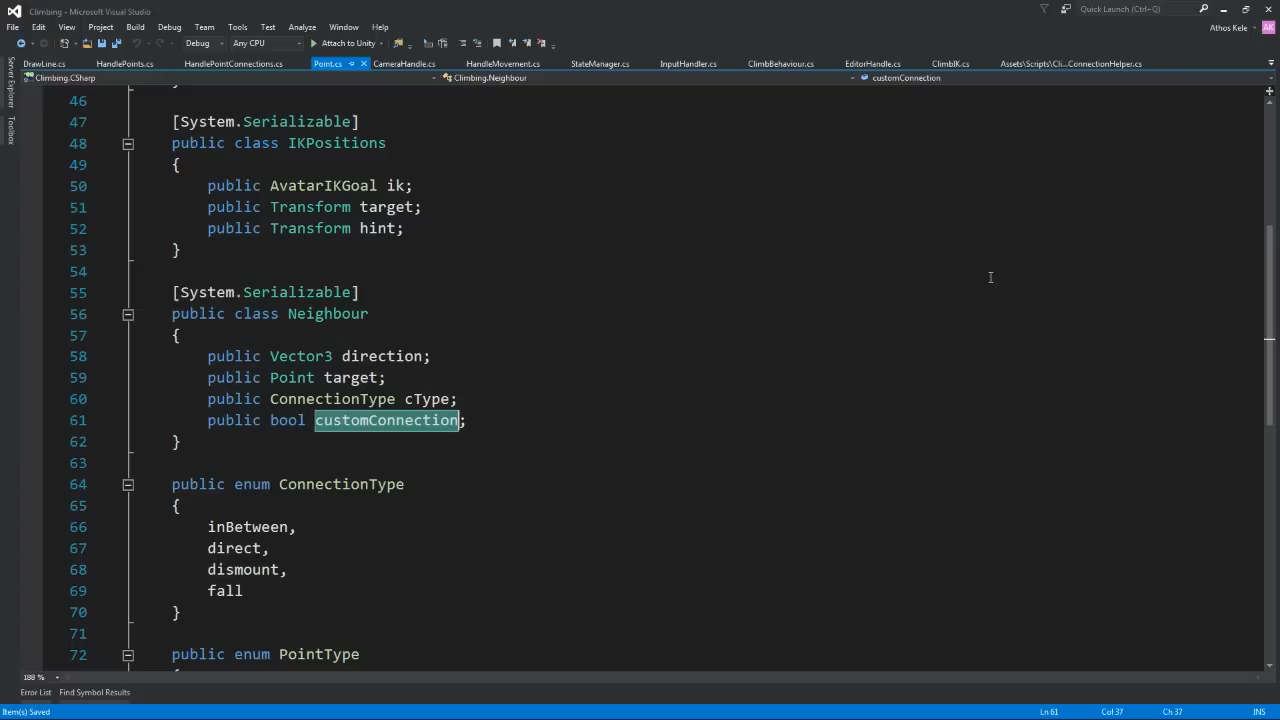 Climbing - Microsoft Visual Studio
Quick Launch (Ctrl+Q)
File Edit View Project Build Debug Team Tools Test Analyze Window Help
Athos Kele AK
Debug Any CPU Attach to Unity
DrawLine.cs HandlePoints.cs HandlePointConnections.cs Point.cs CameraHandle.cs HandleMovement.cs StateManager.cs InputHandler.cs ClimbBehaviour.cs EditorHandle.cs ClimbIK.cs Assets\Scripts\Cli...ConnectionHelper.cs
Climbing.CSharp Climbing.Neighbour customConnection
Server Explorer
Toolbox
}
46
47 [System.Serializable]
48 public class IKPositions
49 {
50 public AvatarIKGoal ik;
51 public Transform target;
52 public Transform hint;
53 }
54
55 [System.Serializable]
56 public class Neighbour
57 {
58 public Vector3 direction;
59 public Point target;
60 public ConnectionType cType;
61 public bool customConnection;
62 }
63
64 public enum ConnectionType
65 {
66 inBetween,
67 direct,
68 dismount,
69 fall
70 }
71
72 public enum PointType
188 %
Error List Find Symbol Results
Item(s) Saved Ln 61 Col 37 Ch 37 INS